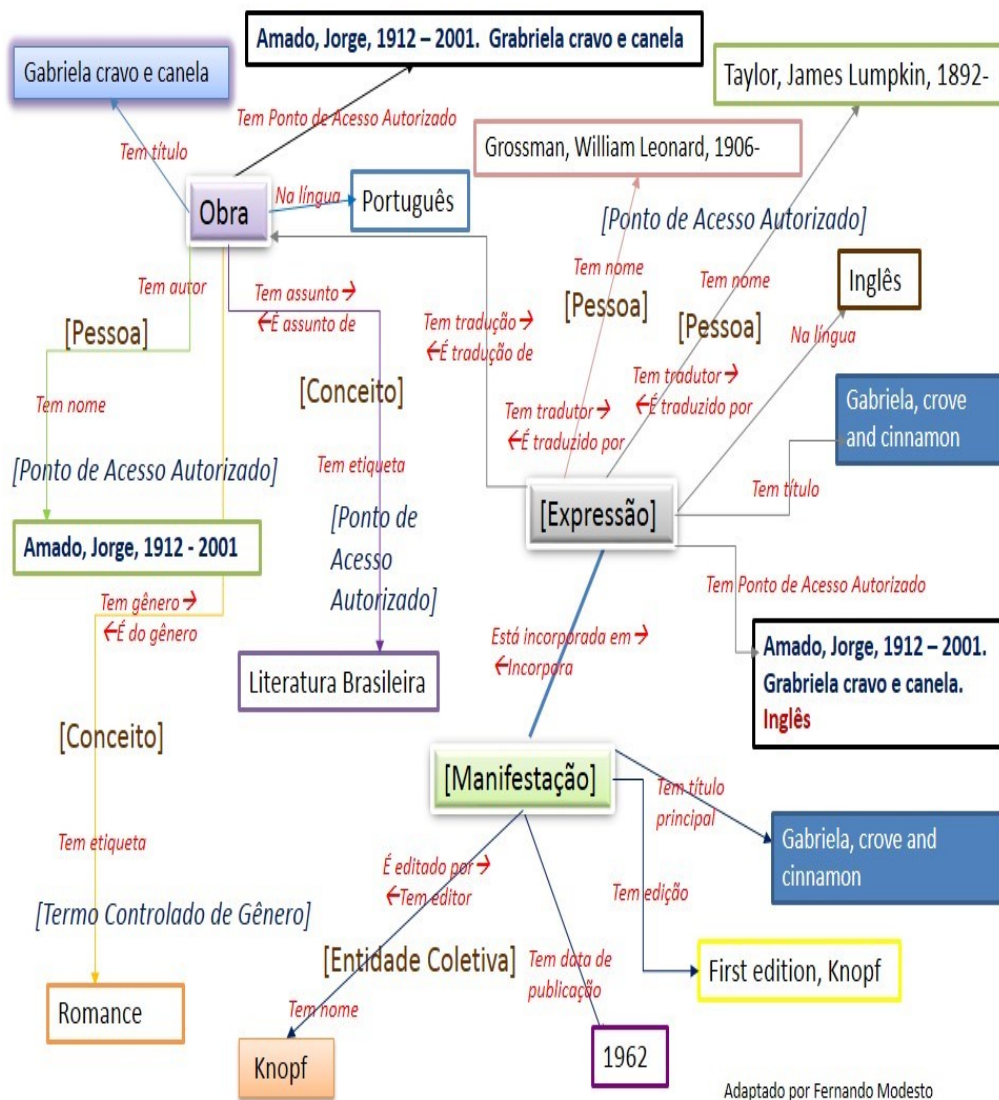 Amado, Jorge, 1912 – 2001. Grabriela cravo e canela
Gabriela cravo e canela
Taylor, James Lumpkin, 1892-
Tem Ponto de Acesso Autorizado
Tem título
Grossman, William Leonard, 1906-
Obra
Na língua
Português
[Ponto de Acesso Autorizado]
Tem nome
Tem nome
Inglês
Tem autor
Tem assunto →
←É assunto de
[Pessoa]
[Pessoa]
[Pessoa]
Tem tradução →
←É tradução de
Na língua
[Conceito]
Tem nome
Tem tradutor →
←É traduzido por
Tem tradutor →
←É traduzido por
Gabriela, crove
and cinnamon
Tem etiqueta
[Ponto de Acesso Autorizado]
Tem título
[Ponto de
Acesso
Autorizado]
[Expressão]
Amado, Jorge, 1912 - 2001
Tem Ponto de Acesso Autorizado
Tem gênero →
←É do gênero
Está incorporada em →
←Incorpora
Amado, Jorge, 1912 – 2001.
Grabriela cravo e canela.
Inglês
Literatura Brasileira
[Conceito]
[Manifestação]
Tem título
principal
Tem etiqueta
É editado por →
←Tem editor
Gabriela, crove and
cinnamon
Tem edição
[Termo Controlado de Gênero]
[Entidade Coletiva]
Tem data de
publicação
First edition, Knopf
Romance
Tem nome
Knopf
1962
Adaptado por Fernando Modesto